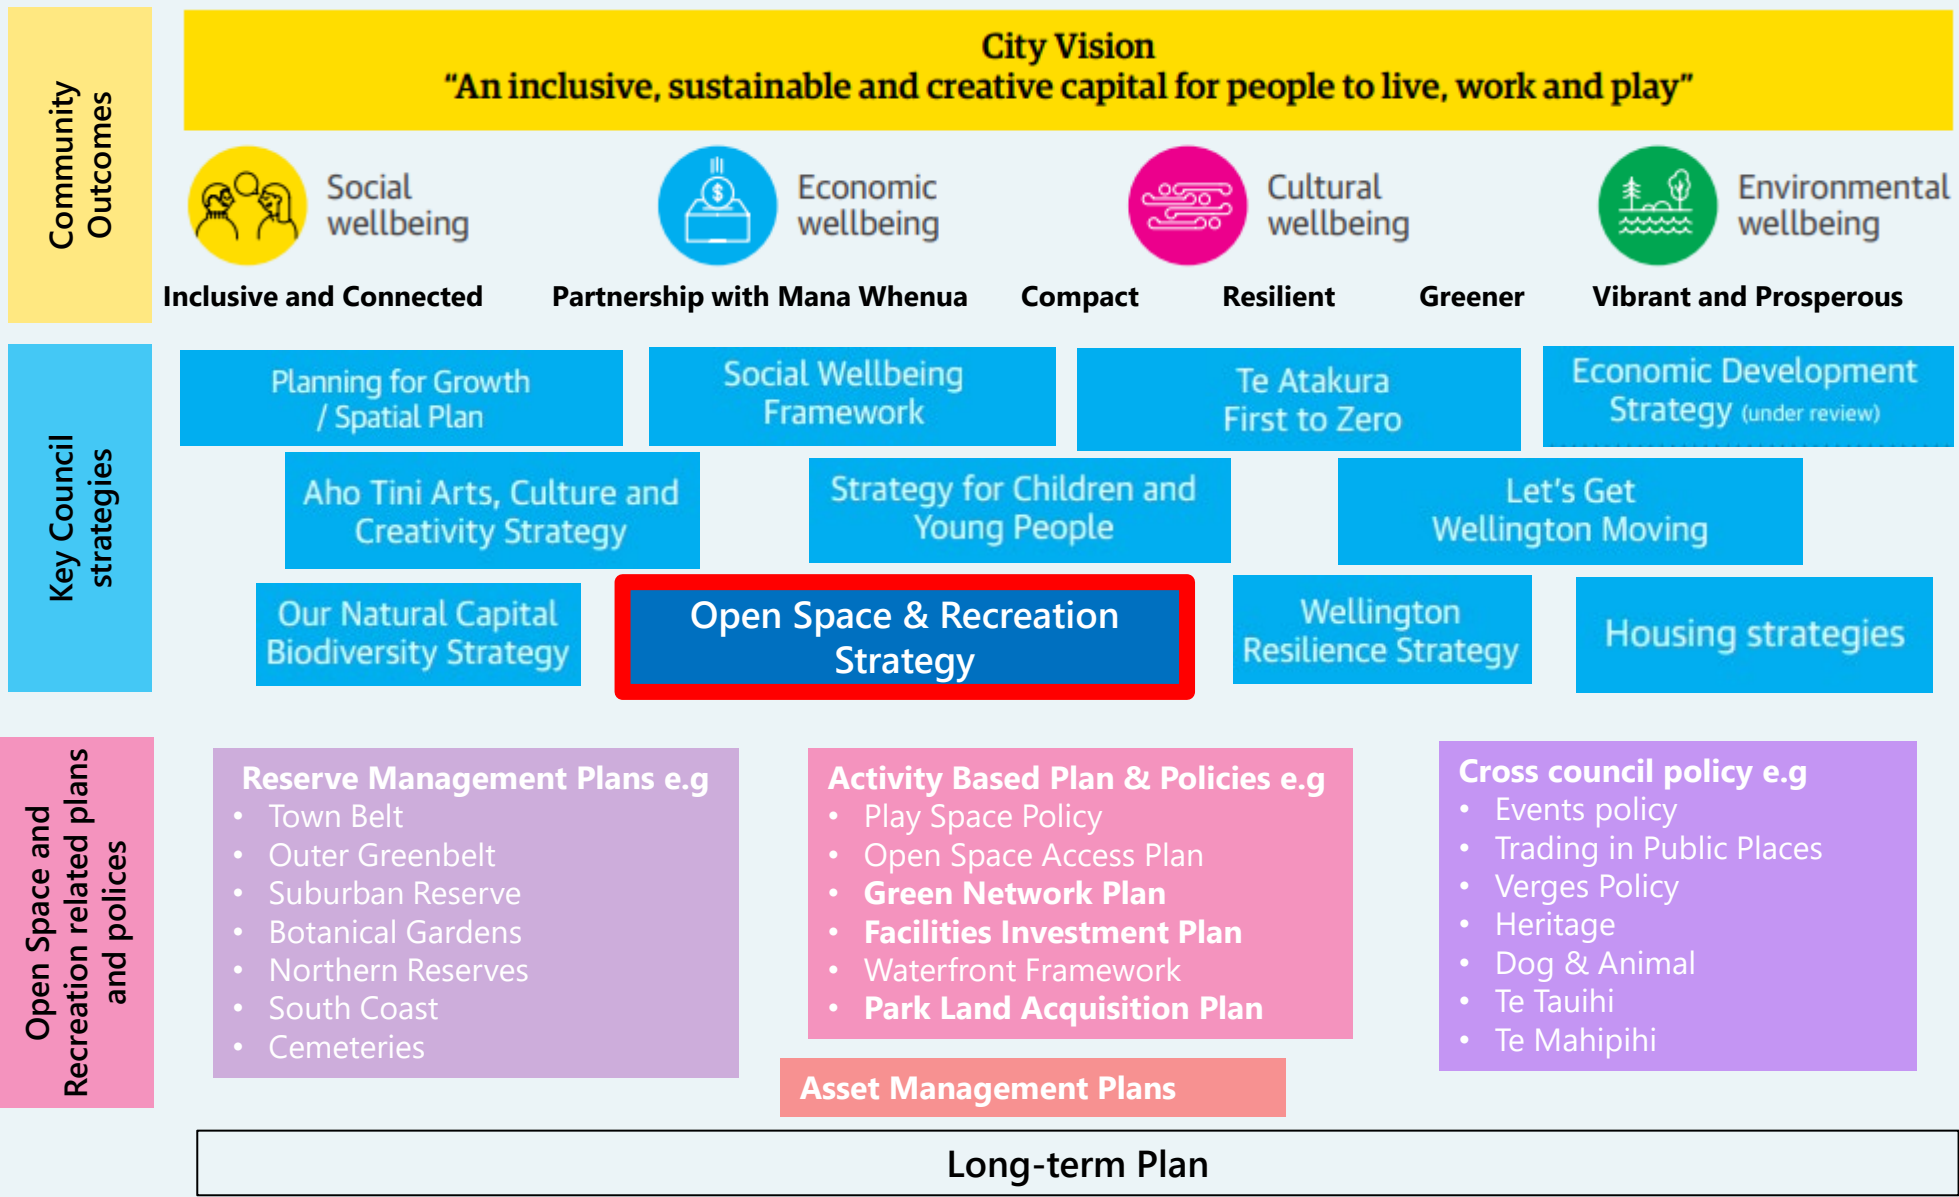 Community
Outcomes
City Vision
“An inclusive, sustainable and creative capital for people to live, work and play”
Social
wellbeing
Economic
wellbeing
Cultural
wellbeing
Environmental
wellbeing
Inclusive and Connected
Partnership with Mana Whenua
Compact
Resilient
Greener
Vibrant and Prosperous
Key Council
strategies
Planning for Growth
/ Spatial Plan
Social Wellbeing
Framework
Te Atakura
First to Zero
Economic Development
Strategy (under review)
Aho Tini Arts, Culture and
Creativity Strategy
Strategy for Children and
Young People
Let’s Get
Wellington Moving
Our Natural Capital
Biodiversity Strategy
Open Space & Recreation
Strategy
Wellington
Resilience Strategy
Housing strategies
Open Space and
Recreation related plans
and polices
Reserve Management Plans e.g
• Town Belt
• Outer Greenbelt
• Suburban Reserve
• Botanical Gardens
• Northern Reserves
• South Coast
• Cemeteries
Activity Based Plan & Policies e.g
• Play Space Policy
• Open Space Access Plan
• Green Network Plan
• Facilities Investment Plan
• Waterfront Framework
• Park Land Acquisition Plan
Cross council policy e.g
• Events policy
• Trading in Public Places
• Verges Policy
• Heritage
• Dog & Animal
• Te Tauihi
• Te Mahipihi
Asset Management Plans
Long-term Plan